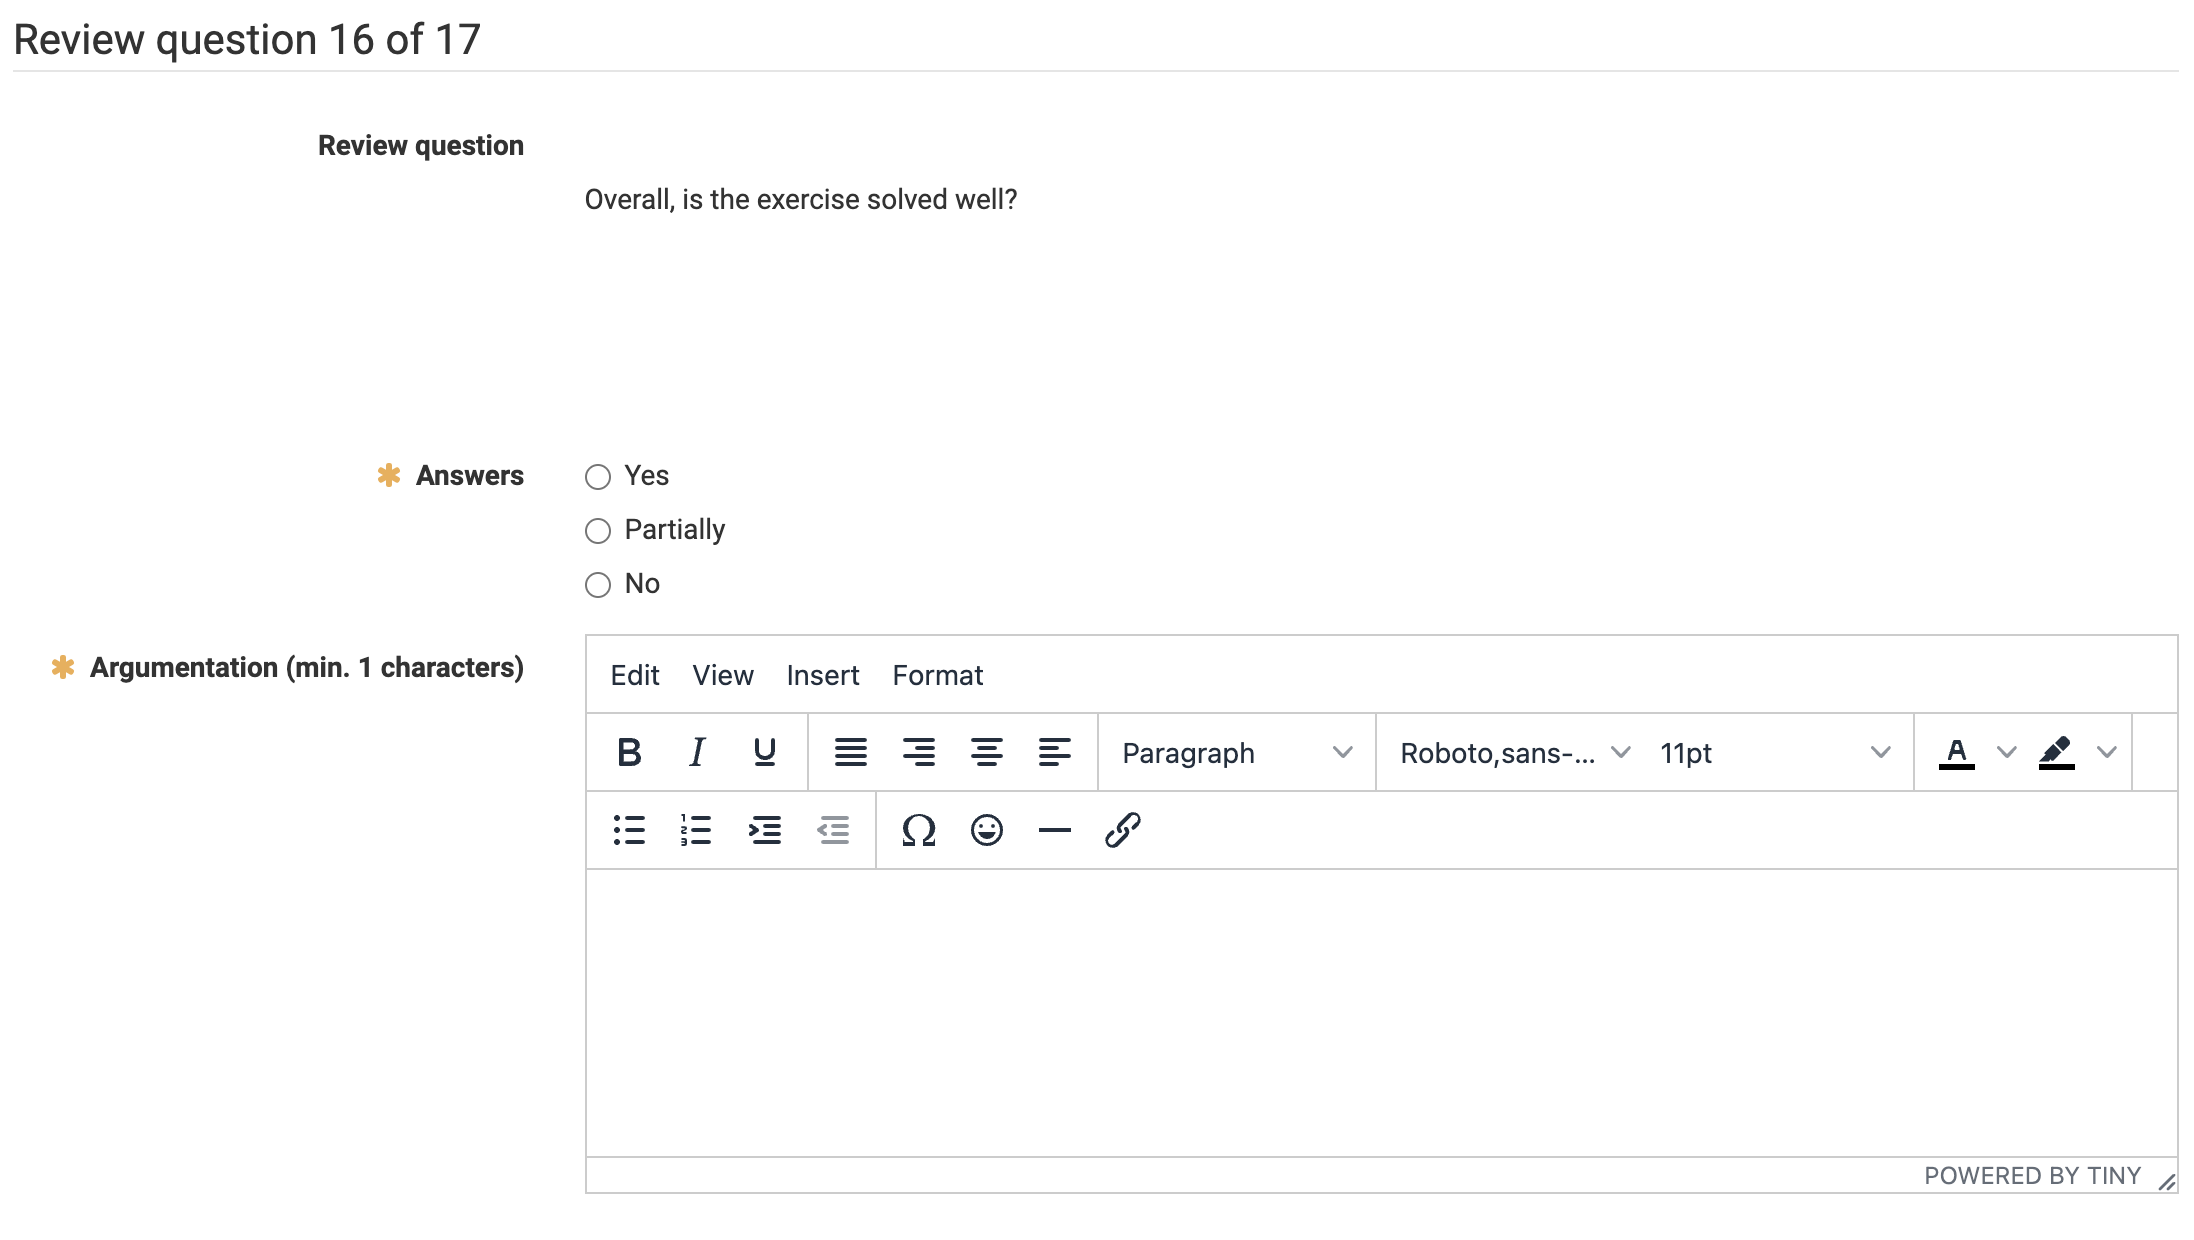 Review question 16 of 17
Review question
Overall, is the exercise solved well?
Answers
Yes
Partially
No
Argumentation (min. 1 characters)
Edit View Insert Format
B I U Paragraph Roboto,sans-... 11pt A
Ω
POWERED BY TINY